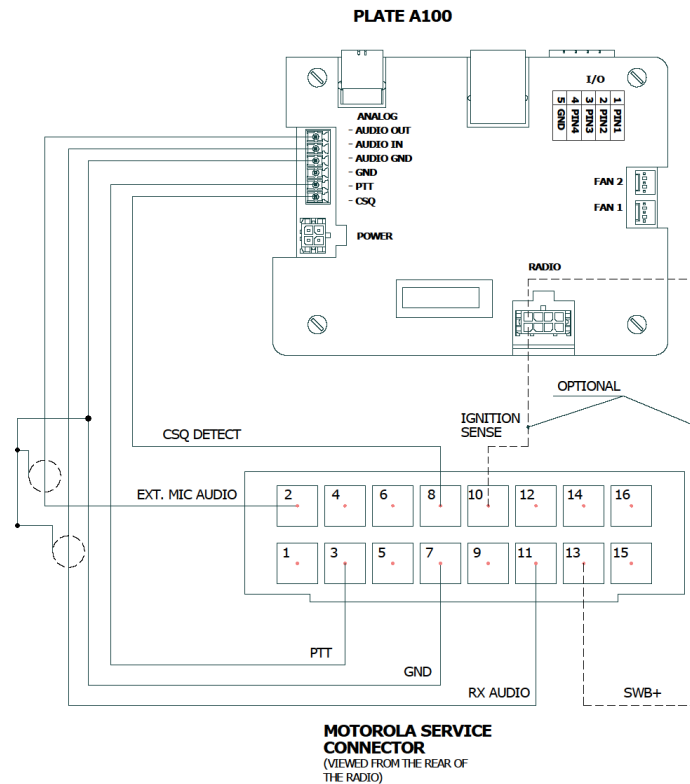 PLATE A100
I/O
1 PIN1
2 PIN2
3 PIN3
4 PIN4
5 GND
ANALOG
- AUDIO OUT
- AUDIO IN
- AUDIO GND
- GND
- PTT
- CSQ
FAN 2
FAN 1
POWER
RADIO
OPTIONAL
IGNITION
SENSE
CSQ DETECT
EXT. MIC AUDIO
2 4 6 8 10 12 14 16
1 3 5 7 9 11 13 15
PTT
GND
RX AUDIO
SWB+
MOTOROLA SERVICE
CONNECTOR
(VIEWED FROM THE REAR OF
THE RADIO)